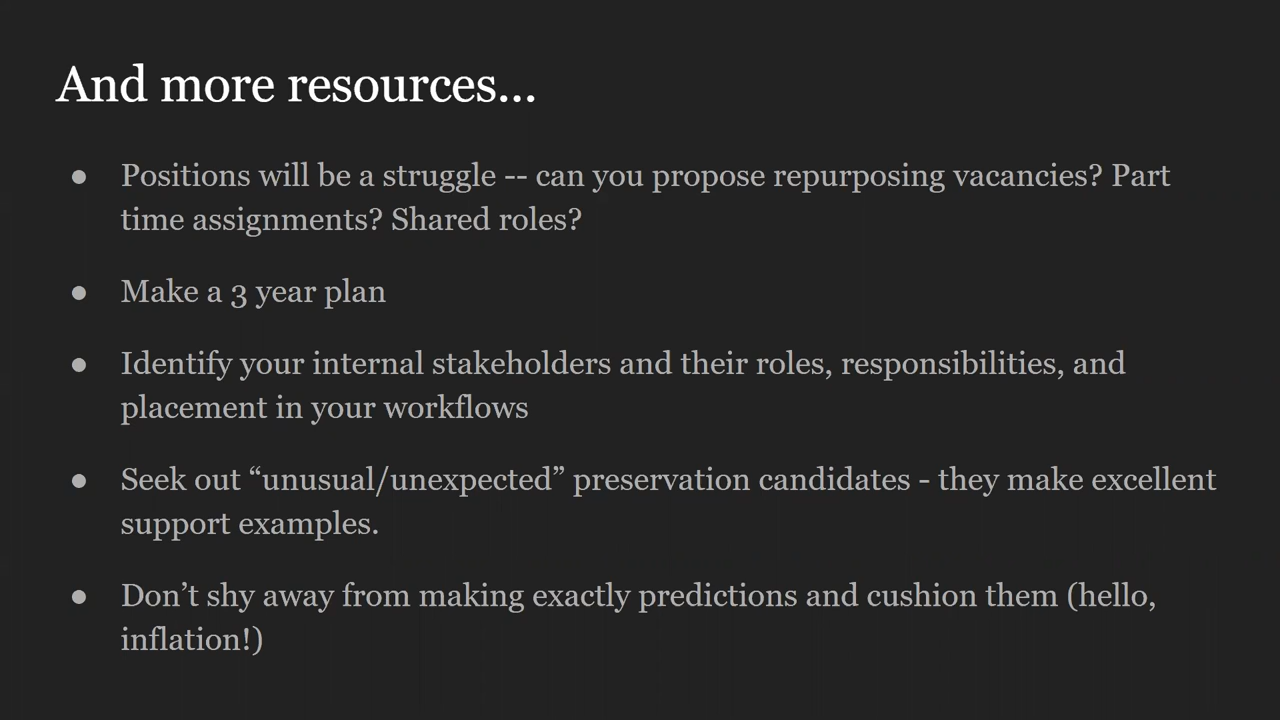 And more resources...
● Positions will be a struggle -- can you propose repurposing vacancies? Part
time assignments? Shared roles?
● Make a 3 year plan
● Identify your internal stakeholders and their roles, responsibilities, and
placement in your workflows
● Seek out “unusual/unexpected” preservation candidates - they make excellent
support examples.
● Don’t shy away from making exactly predictions and cushion them (hello,
inflation!)